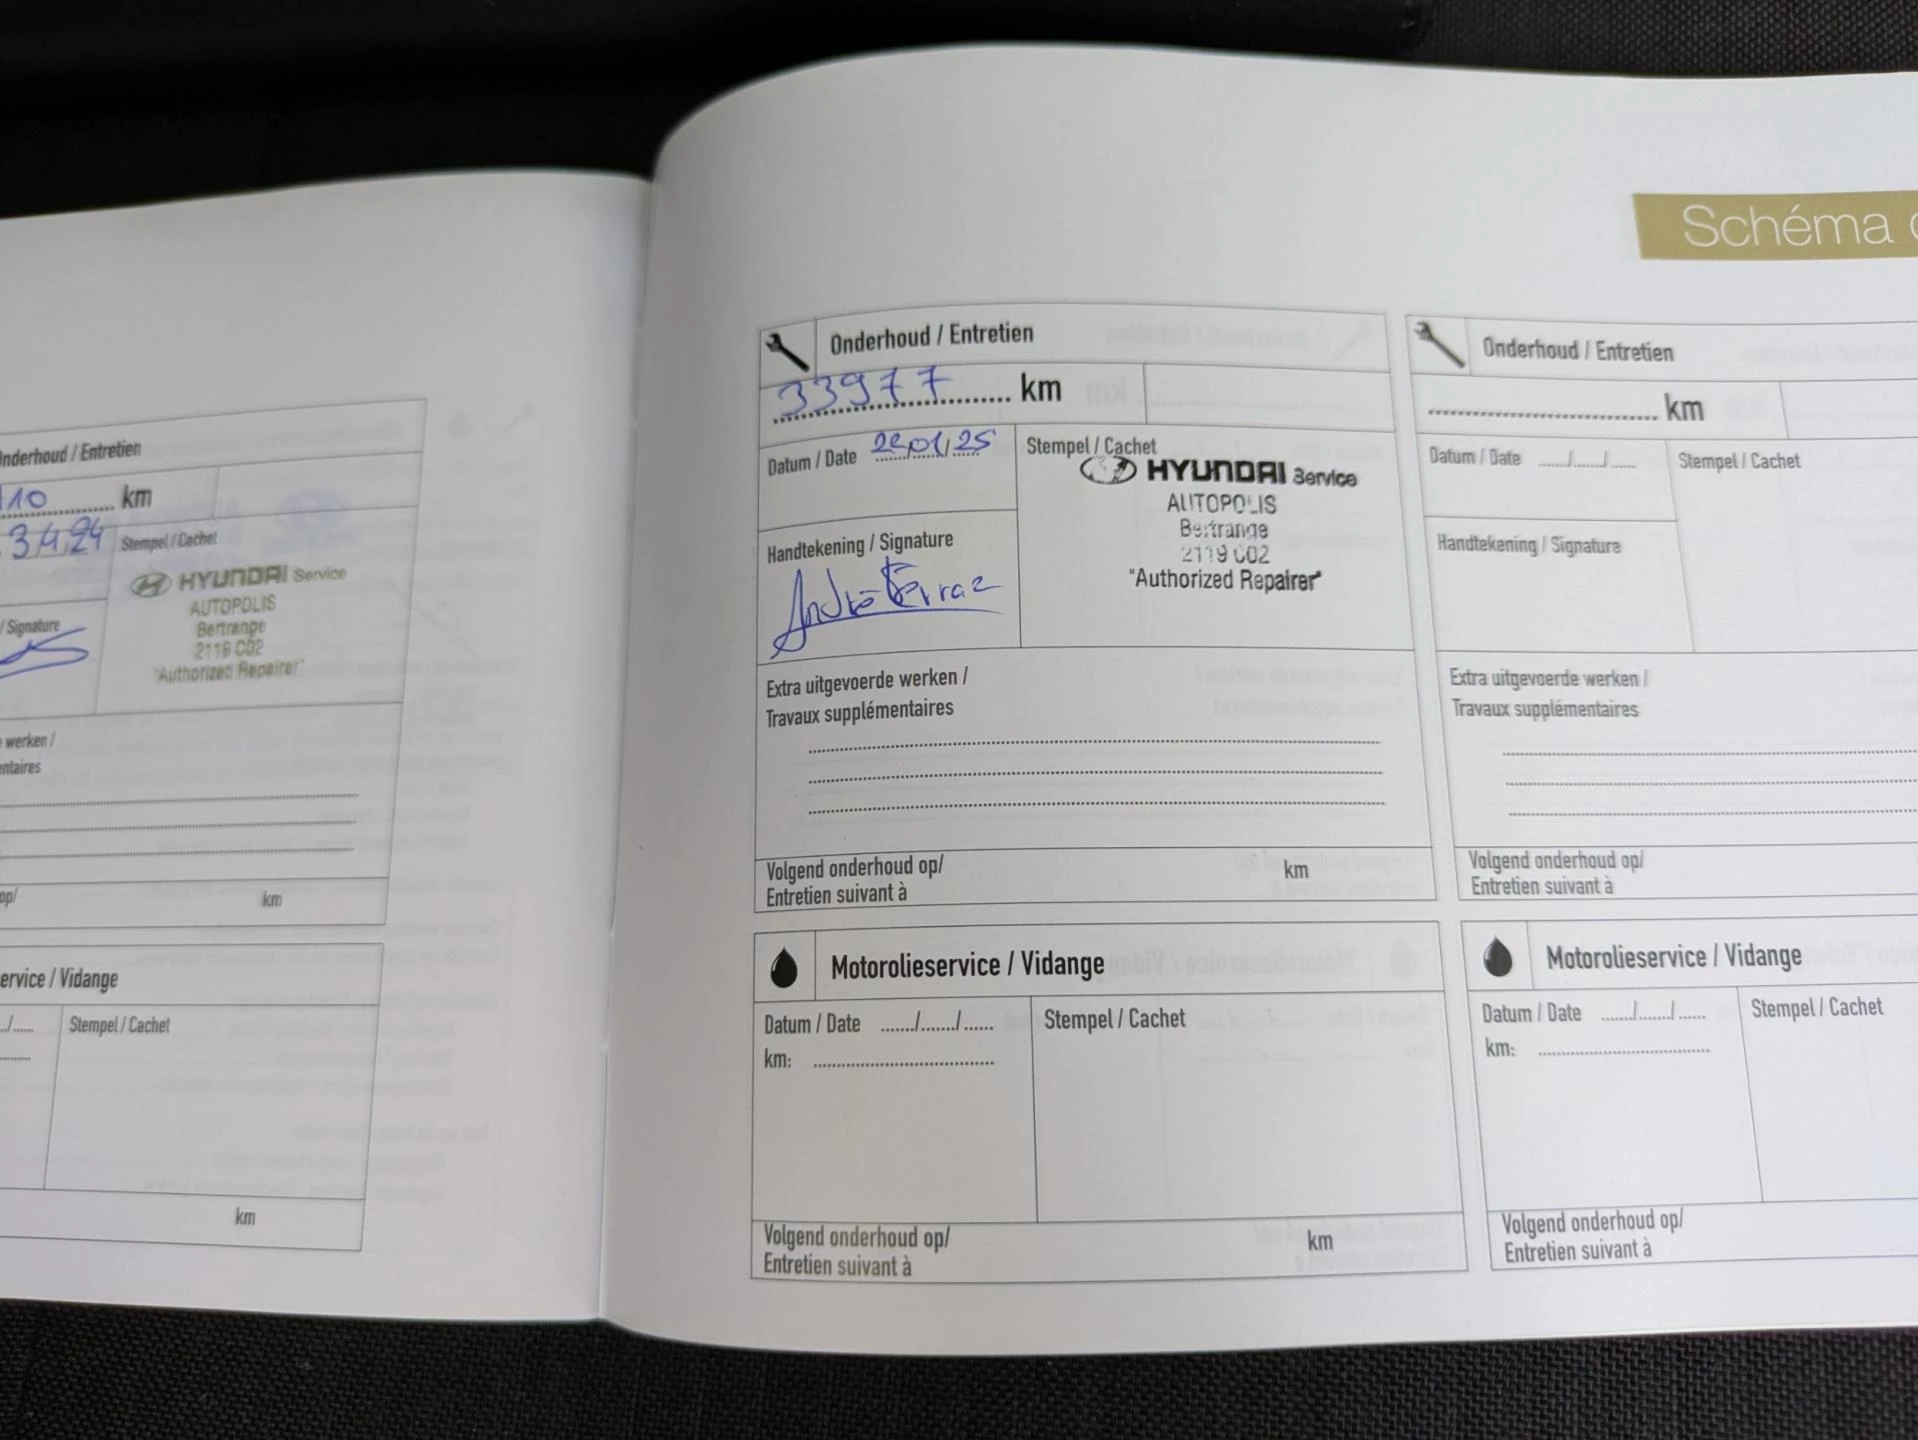 Onderhoud / Entretien
10 km
3/4/24
Stempel / Cachet
HYUNDAI Service
AUTOPOLIS
Bertrange
2119 C02
"Authorized Repairer"
/ Signature
werken /
op/
km
/ Vidange
Stempel / Cachet
km
Schéma
Onderhoud / Entretien
33977 km
Datum / Date
Stempel / Cachet
HYUNDAI Service
AUTOPOLIS
Bertrange
2119 C02
"Authorized Repairer"
Handtekening / Signature
Extra uitgevoerde werken /
Travaux supplémentaires
Volgend onderhoud op/
Entretien suivant à
km
Motorolieservice / Vidange
Datum / Date ....../....../......
Stempel / Cachet
km:
Volgend onderhoud op/
Entretien suivant à
km
Onderhoud / Entretien
km
Datum / Date ....../....../......
Stempel / Cachet
Handtekening / Signature
Extra uitgevoerde werken /
Travaux supplémentaires
Volgend onderhoud op/
Entretien suivant à
Motorolieservice / Vidange
Datum / Date ....../....../......
Stempel / Cachet
km:
Volgend onderhoud op/
Entretien suivant à